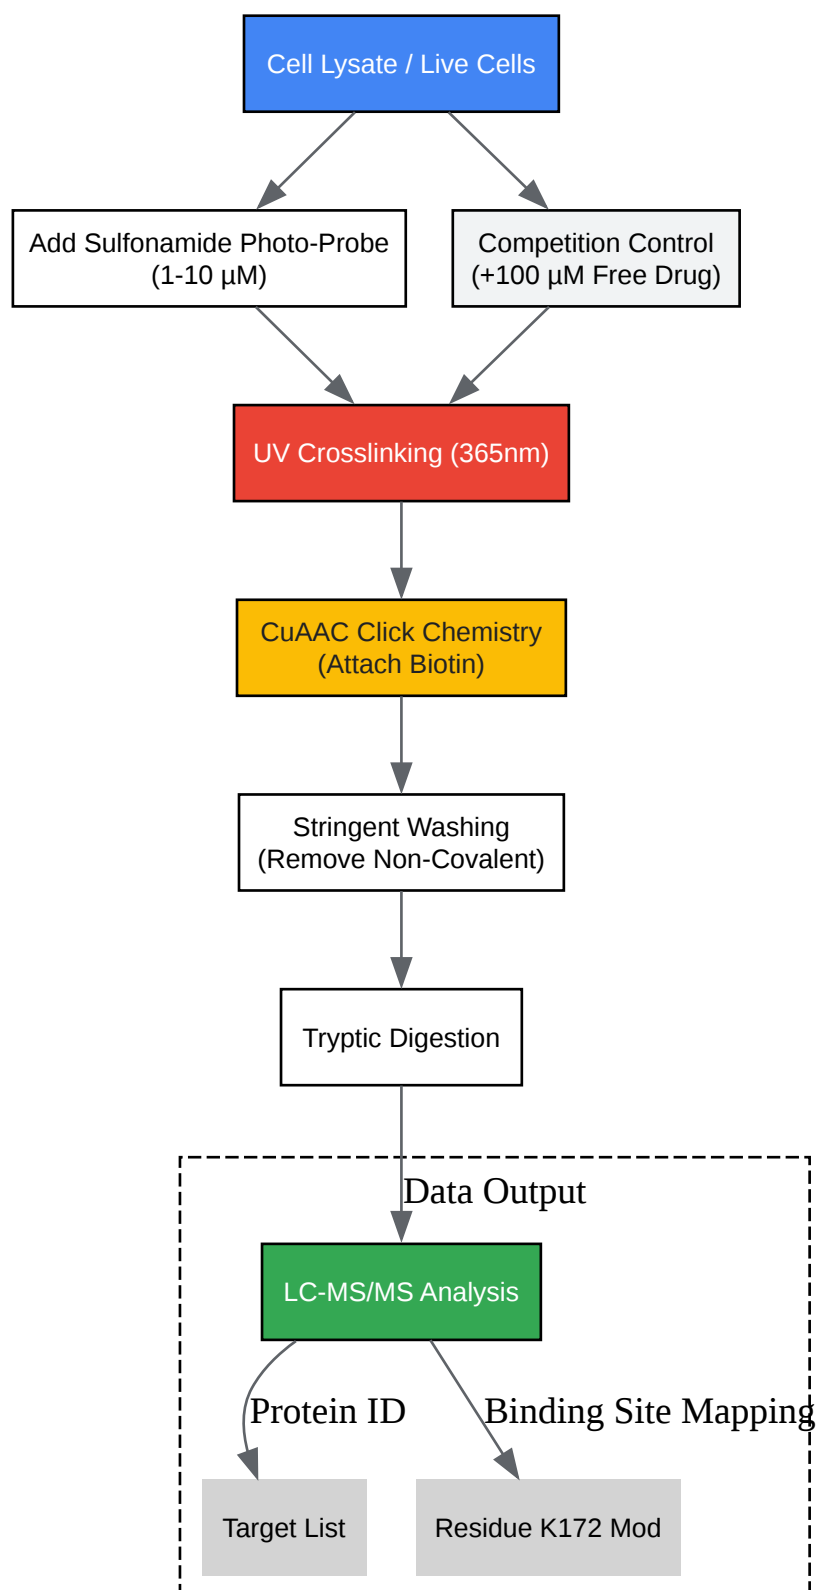 Cell Lysate / Live Cells
Add Sulfonamide Photo-Probe
(1-10 µM)
Competition Control
(+100 µM Free Drug)
UV Crosslinking (365nm)
CuAAC Click Chemistry
(Attach Biotin)
Stringent Washing
(Remove Non-Covalent)
Tryptic Digestion
Data Output
LC-MS/MS Analysis
Protein ID
Binding Site Mapping
Target List
Residue K172 Mod